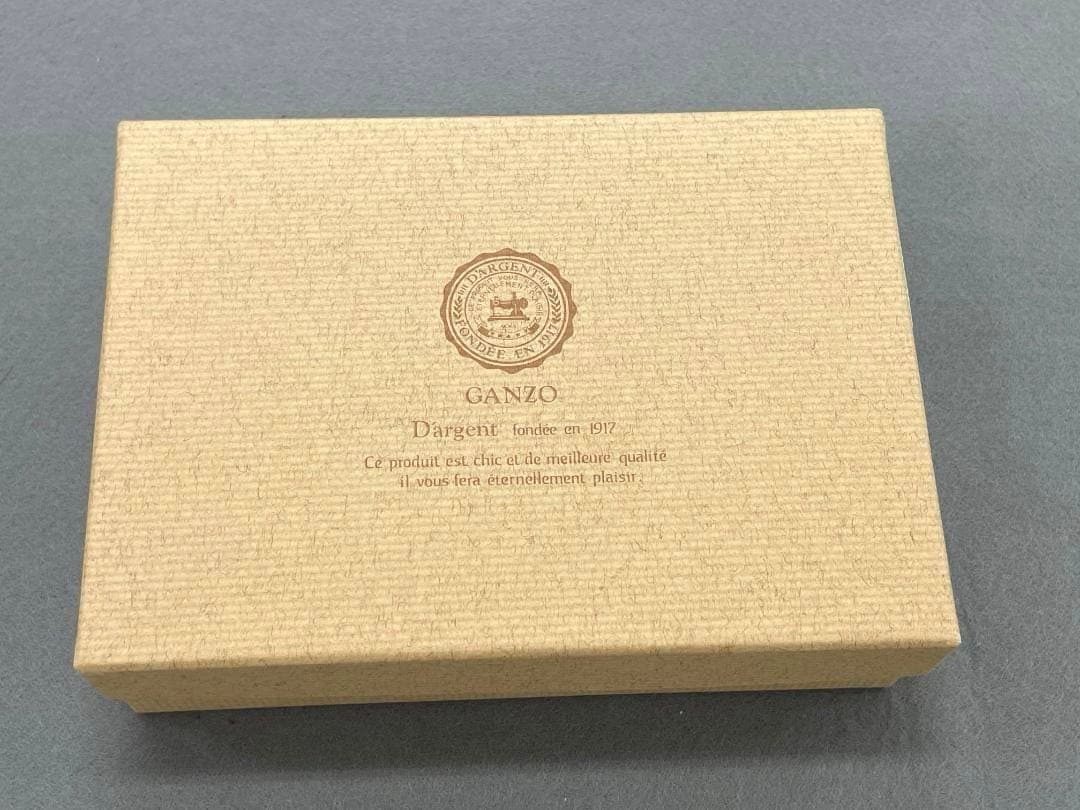 D'ARGENT
FONDÉE EN 1917
GANZO
D'argent fondée en 1917
Ce produit est chic et de meilleure qualité
il vous fera éternellement plaisir.